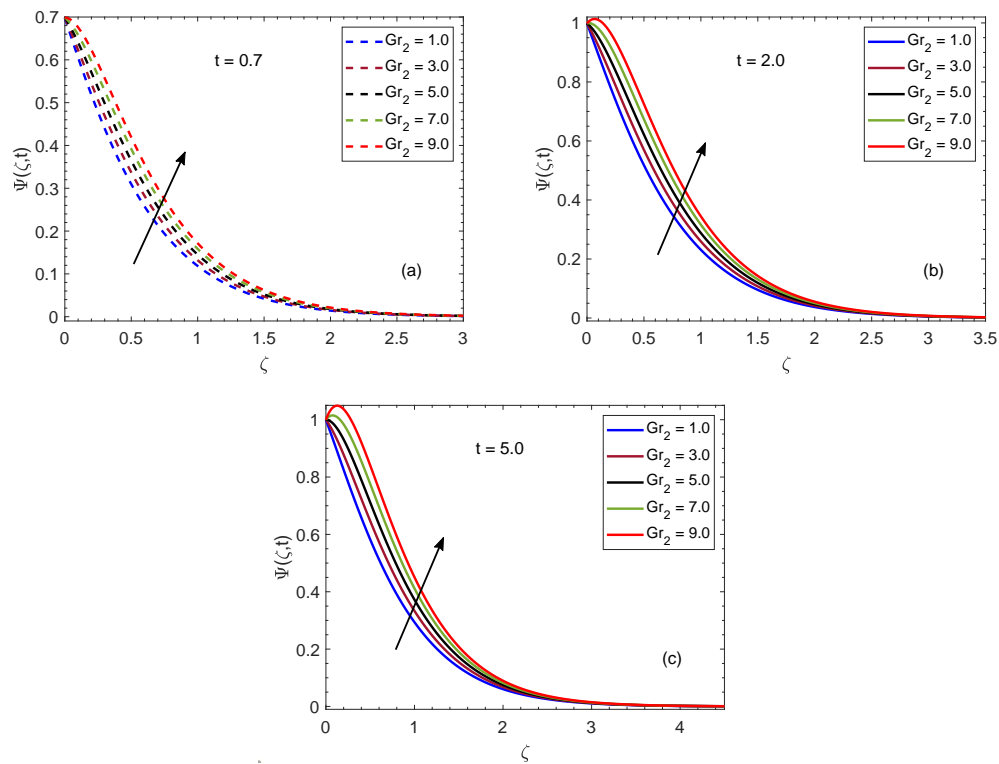 0.7
0.6
0.5
0.4
0.3
0.2
0.1
0
Ψ(ζ,t)
t = 0.7
Gr2 = 1.0
Gr2 = 3.0
Gr2 = 5.0
Gr2 = 7.0
Gr2 = 9.0
(a)
0 0.5 1 1.5 2 2.5 3
ζ
1
0.8
0.6
0.4
0.2
0
Ψ(ζ,t)
t = 2.0
Gr2 = 1.0
Gr2 = 3.0
Gr2 = 5.0
Gr2 = 7.0
Gr2 = 9.0
(b)
0 0.5 1 1.5 2 2.5 3 3.5
ζ
1
0.8
0.6
0.4
0.2
0
Ψ(ζ,t)
t = 5.0
Gr2 = 1.0
Gr2 = 3.0
Gr2 = 5.0
Gr2 = 7.0
Gr2 = 9.0
(c)
0 1 2 3 4
ζ